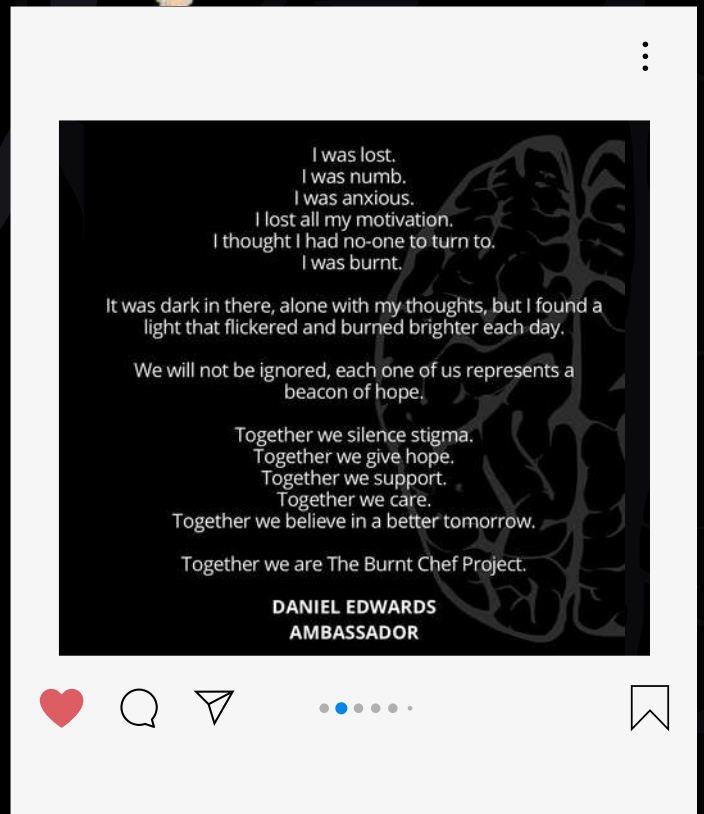 I was lost.
I was numb.
I was anxious.
I lost all my motivation.
I thought I had no-one to turn to.
I was burnt.
It was dark in there, alone with my thoughts, but I found a
light that flickered and burned brighter each day.
We will not be ignored, each one of us represents a
beacon of hope.
Together we silence stigma.
Together we give hope.
Together we support.
Together we care.
Together we believe in a better tomorrow.
Together we are The Burnt Chef Project.
DANIEL EDWARDS
AMBASSADOR